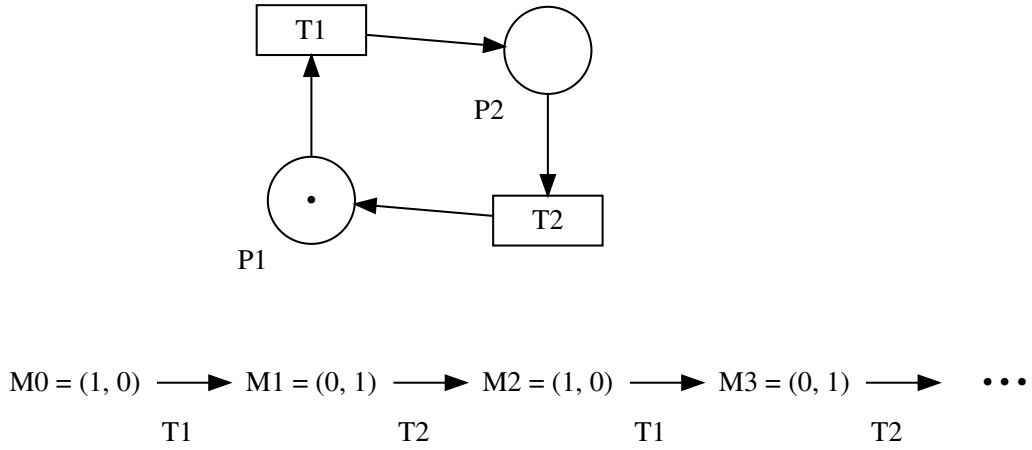 T1
P2
T2
P1
M0 = (1, 0) M1 = (0, 1) M2 = (1, 0) M3 = (0, 1) •••
T1 T2 T1 T2